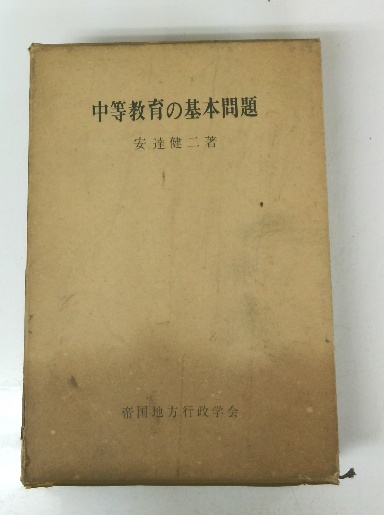 中等教育の基本問題
安達健二著
帝国地方行政学会